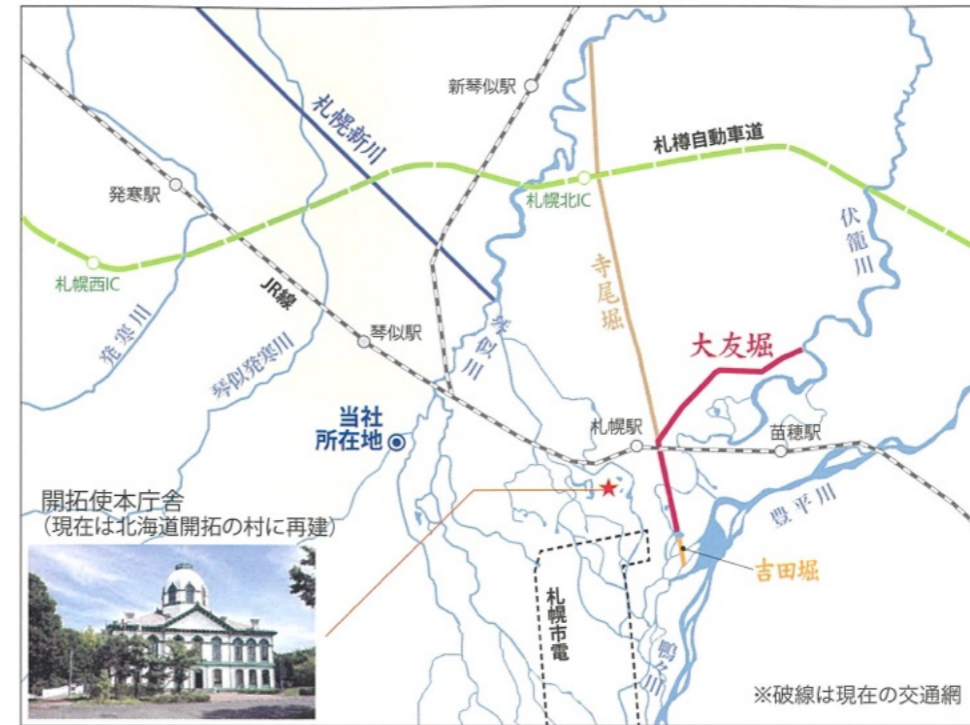 新琴似駅
札幌新川
札樽自動車道
発寒駅
札幌北IC
伏籠川
寺尾堀
札幌西IC
JR線
発寒川
琴似駅
琴似川
琴似発寒川
大友堀
当社
所在地
札幌駅
苗穂駅
豊平川
開拓使本庁舎
(現在は北海道開拓の村に再建)
吉田堀
札幌市電
鴨々川
※破線は現在の交通網